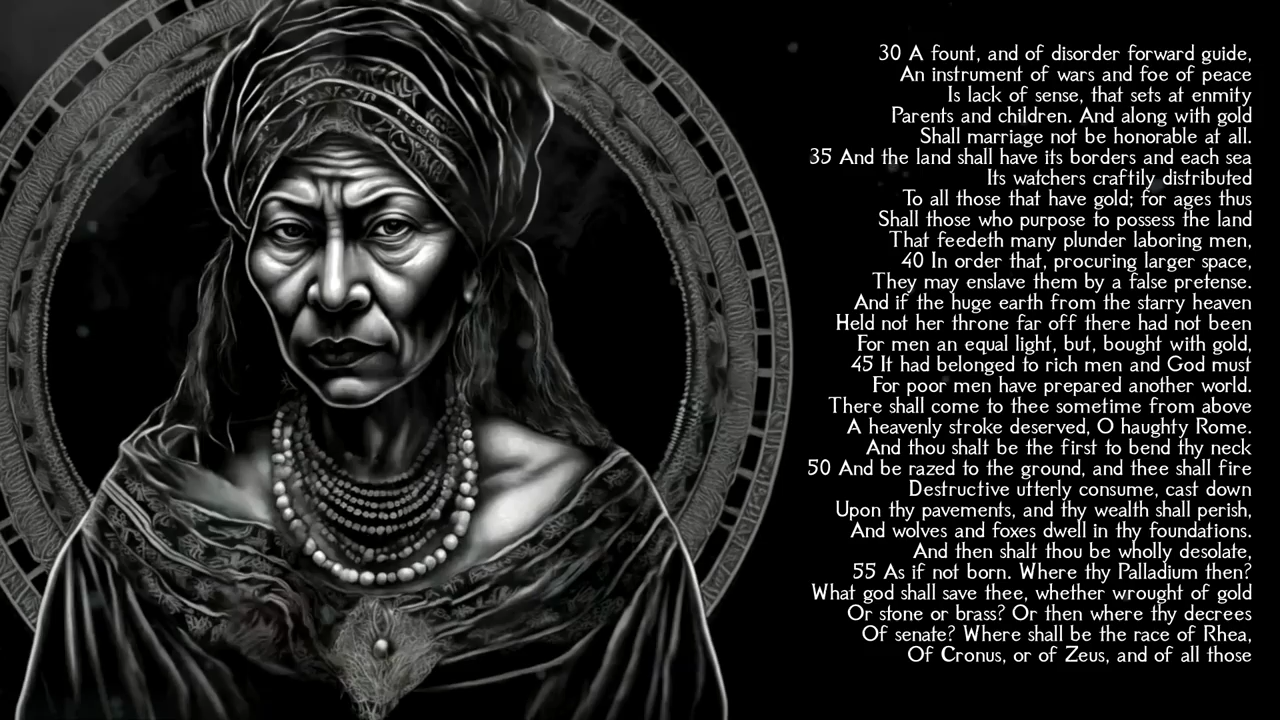 30 A fount, and of disorder forward guide,
An instrument of wars and foe of peace
Is lack of sense, that sets at enmity
Parents and children. And along with gold
Shall marriage not be honorable at all.
35 And the land shall have its borders and each sea
Its watchers craftily distributed
To all those that have gold; for ages thus
Shall those who purpose to possess the land
That feedeth many plunder laboring men,
40 In order that, procuring larger space,
They may enslave them by a false pretense.
And if the huge earth from the starry heaven
Held not her throne far off there had not been
For men an equal light, but, bought with gold,
45 It had belonged to rich men and God must
For poor men have prepared another world.
There shall come to thee sometime from above
A heavenly stroke deserved, O haughty Rome.
And thou shalt be the first to bend thy neck
50 And be razed to the ground, and thee shall fire
Destructive utterly consume, cast down
Upon thy pavements, and thy wealth shall perish,
And wolves and foxes dwell in thy foundations.
And then shalt thou be wholly desolate,
55 As if not born. Where thy Palladium then?
What god shall save thee, whether wrought of gold
Or stone or brass? Or then where thy decrees
Of senate? Where shall be the race of Rhea,
Of Cronus, or of Zeus, and of all those